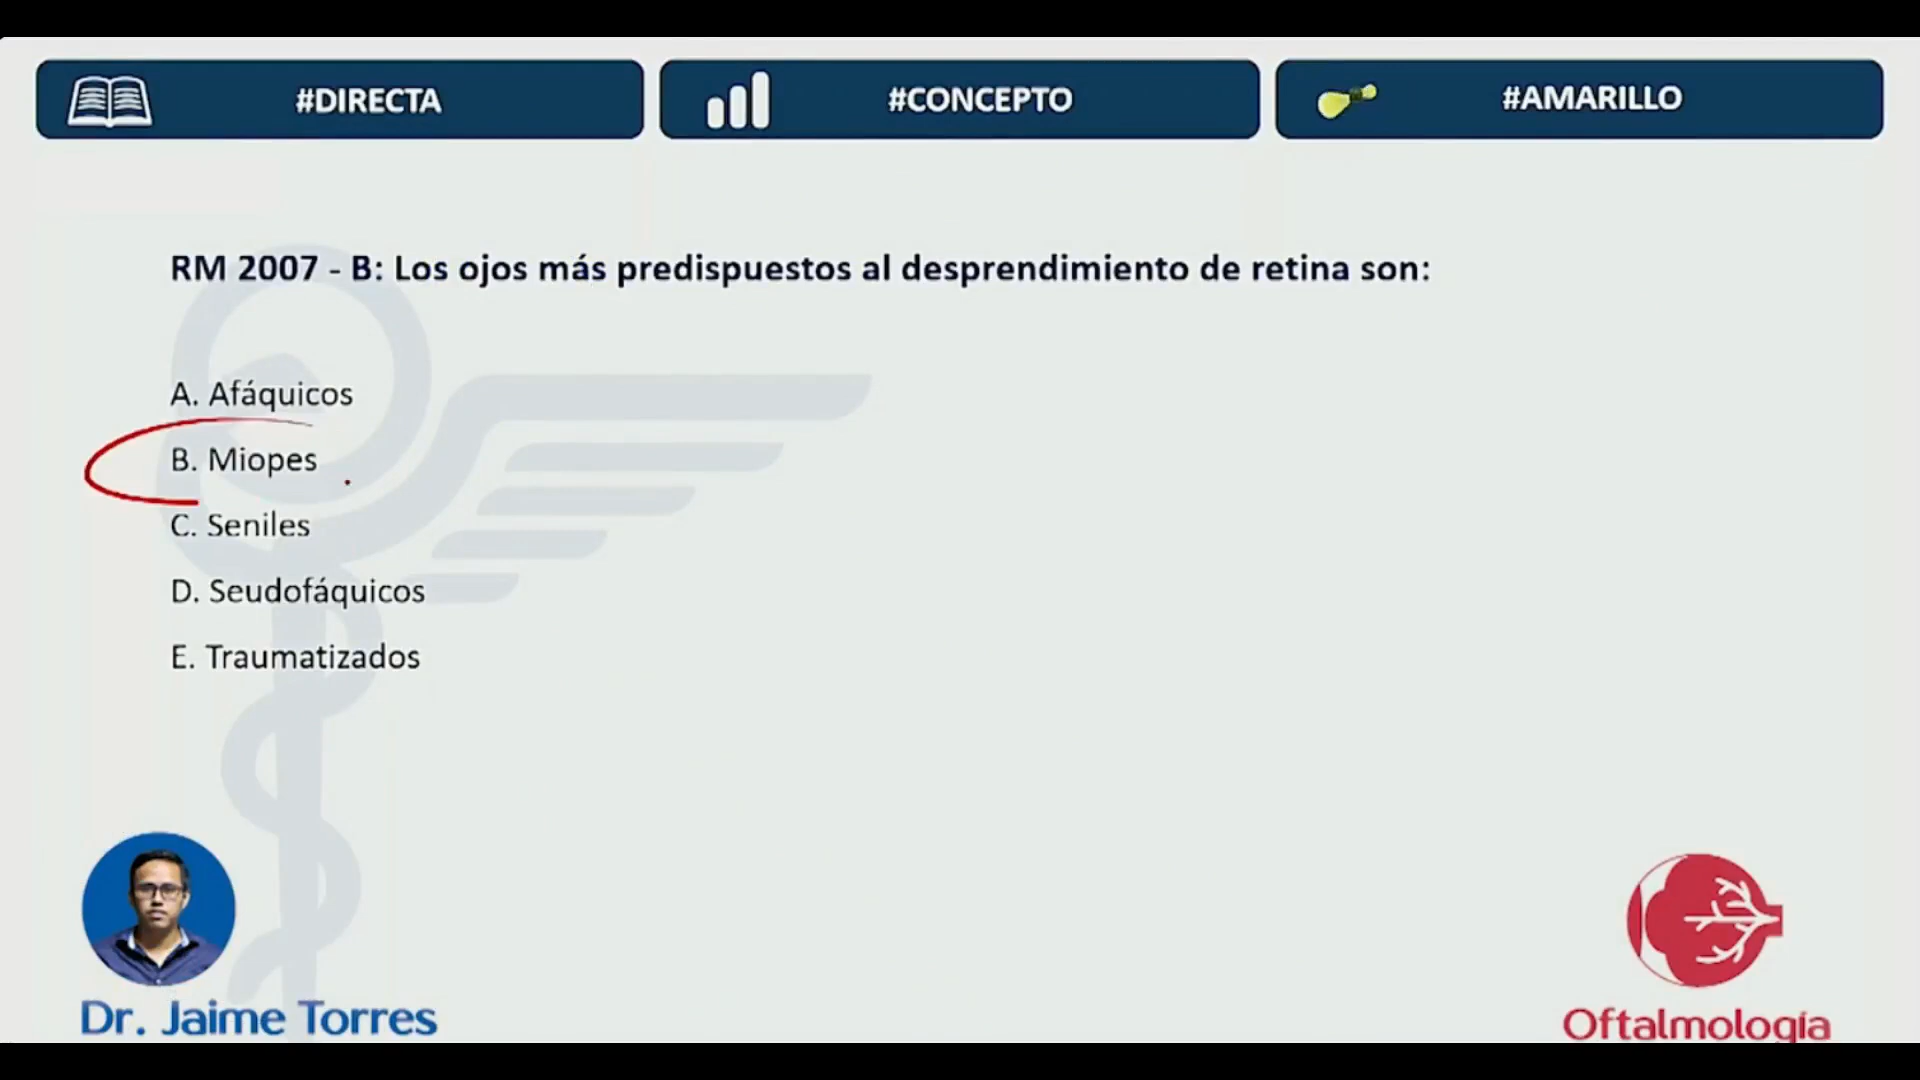 #DIRECTA
#CONCEPTO
#AMARILLO
RM 2007 - B: Los ojos más predispuestos al desprendimiento de retina son:
A. Afáquicos
B. Miopes
C. Seniles
D. Seudofáquicos
E. Traumatizados
Dr. Jaime Torres
Oftalmología